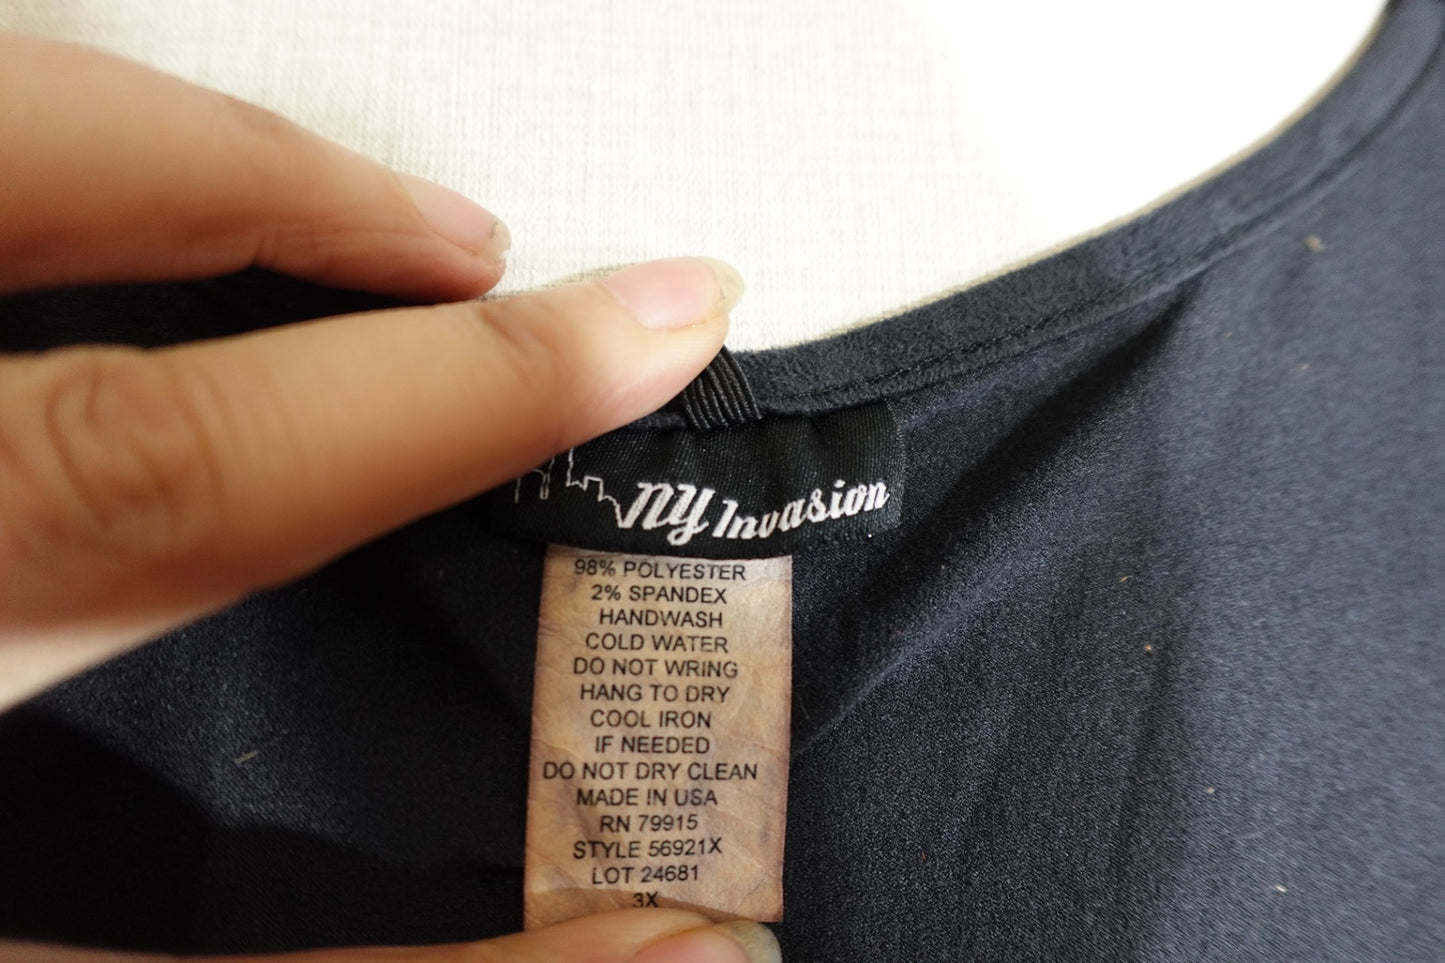 NY Invasion
98% POLYESTER
2% SPANDEX
HANDWASH
COLD WATER
DO NOT WRING
HANG TO DRY
COOL IRON
IF NEEDED
DO NOT DRY CLEAN
MADE IN USA
RN 79915
STYLE 56921X
LOT 24681
3X